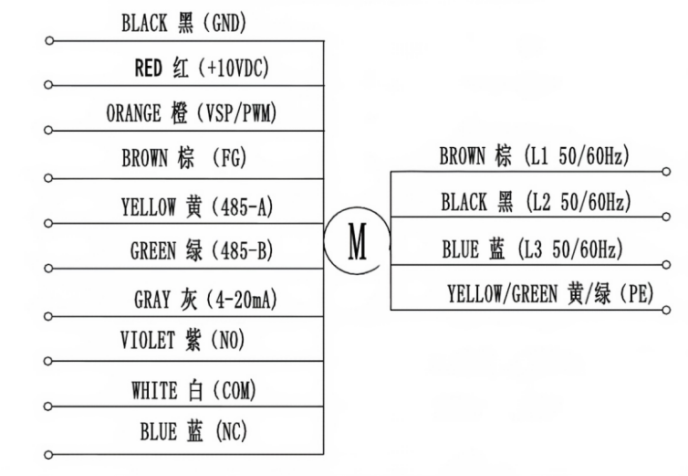 BLACK 黑 (GND)
RED 红 (+10VDC)
ORANGE 橙 (VSP/PWM)
BROWN 棕 (FG)
YELLOW 黄 (485-A)
GREEN 绿 (485-B)
GRAY 灰 (4-20mA)
VIOLET 紫 (NO)
WHITE 白 (COM)
BLUE 蓝 (NC)
M
BROWN 棕 (L1 50/60Hz)
BLACK 黑 (L2 50/60Hz)
BLUE 蓝 (L3 50/60Hz)
YELLOW/GREEN 黄/绿 (PE)